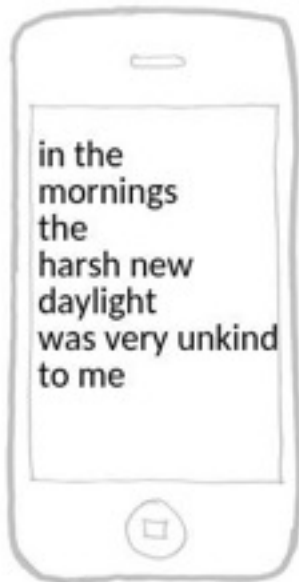 in the
mornings
the
harsh new
daylight
was very unkind
to me